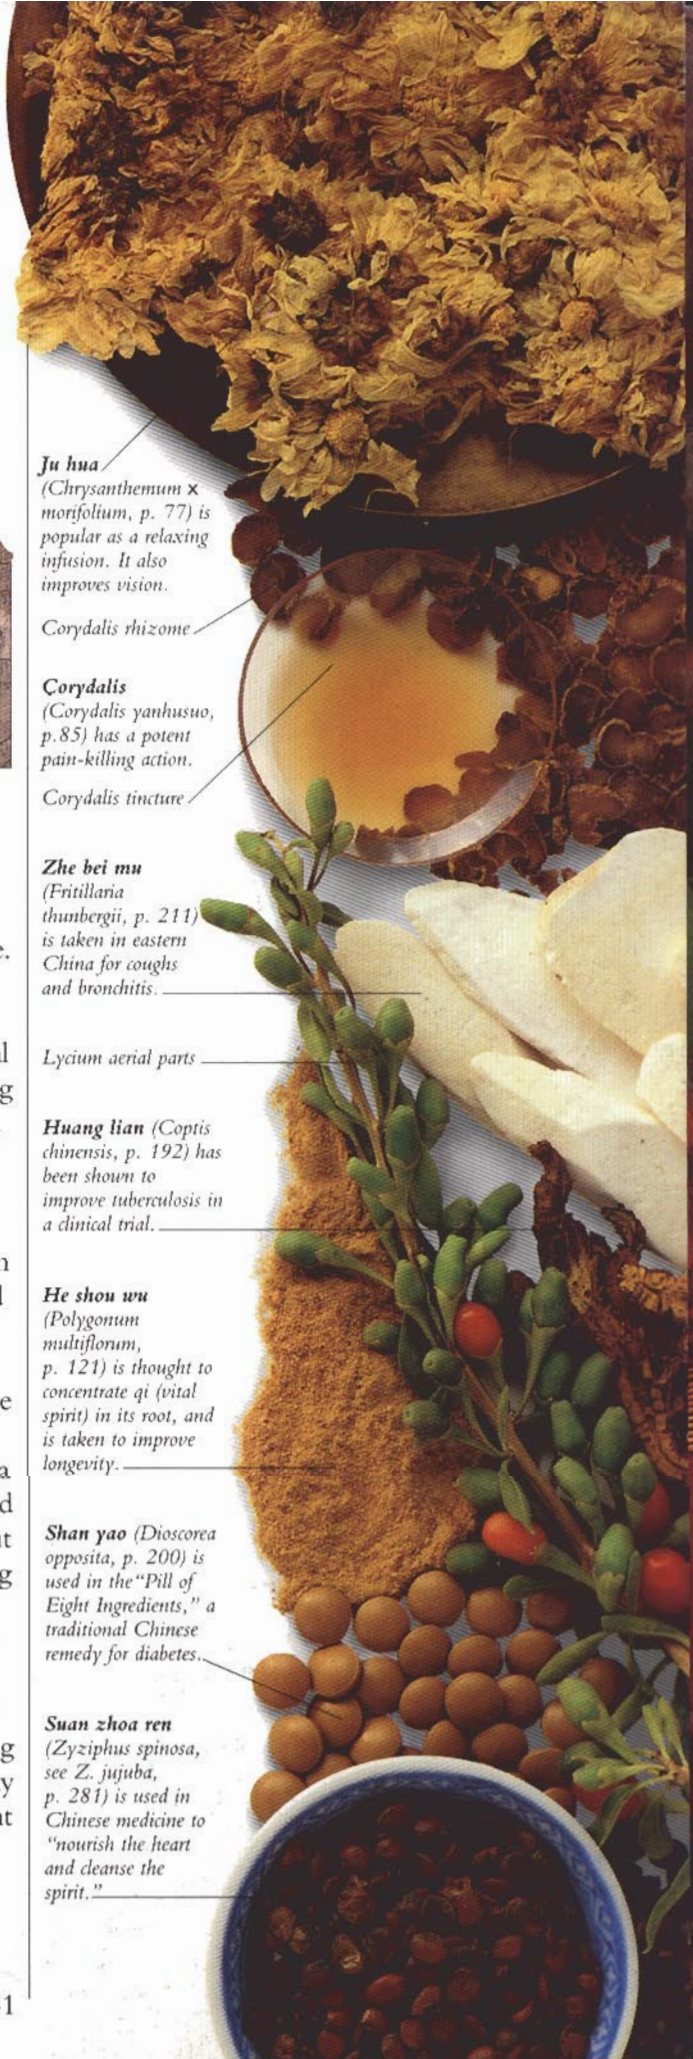 Ju hua
(Chrysanthemum x
morifolium, p. 77) is
popular as a relaxing
infusion. It also
improves vision.
Corydalis rhizome
Corydalis
(Corydalis yanhusuo,
p.85) has a potent
pain-killing action.
Corydalis tincture
Zhe bei mu
(Fritillaria
thunbergii, p. 211)
is taken in eastern
China for coughs
and bronchitis.
Lycium aerial parts
Huang lian (Coptis
chinensis, p. 192) has
been shown to
improve tuberculosis in
a clinical trial.
He shou wu
(Polygonum
multiflorum,
p. 121) is thought to
concentrate qi (vital
spirit) in its root, and
is taken to improve
longevity.
Shan yao (Dioscorea
opposita, p. 200) is
used in the "Pill of
Eight Ingredients," a
traditional Chinese
remedy for diabetes.
Suan zhoa ren
(Zyziphus spinosa,
see Z. jujuba,
p. 281) is used in
Chinese medicine to
"nourish the heart
and cleanse the
spirit."